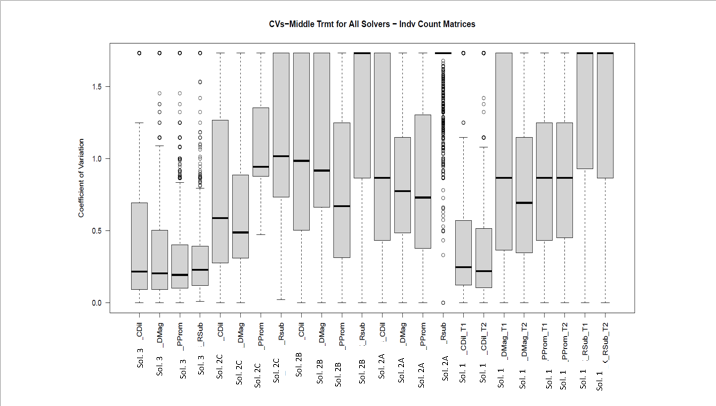 CVs−Middle Trmt for All Solvers − Indv Count Matrices
Coefficient of Variation
1.5
1.0
0.5
0.0
Sol. 3 _CDil
Sol. 3 _DMag
Sol. 3 _PProm
Sol. 3 _RSub
Sol. 2C _CDil
Sol. 2C _DMag
Sol. 2C _PProm
Sol. 2C _Rsub
Sol. 2B _CDil
Sol. 2B _DMag
Sol. 2B _PProm
Sol. 2B _Rsub
Sol. 2A _CDil
Sol. 2A _DMag
Sol. 2A _PProm
Sol. 2A _Rsub
Sol. 1 _CDil_T1
Sol. 1 _CDil_T2
Sol. 1 _DMag_T1
Sol. 1 _DMag_T2
Sol. 1 _PProm_T1
Sol. 1 _PProm_T2
Sol. 1 _RSub_T1
Sol. 1 _RSub_T2